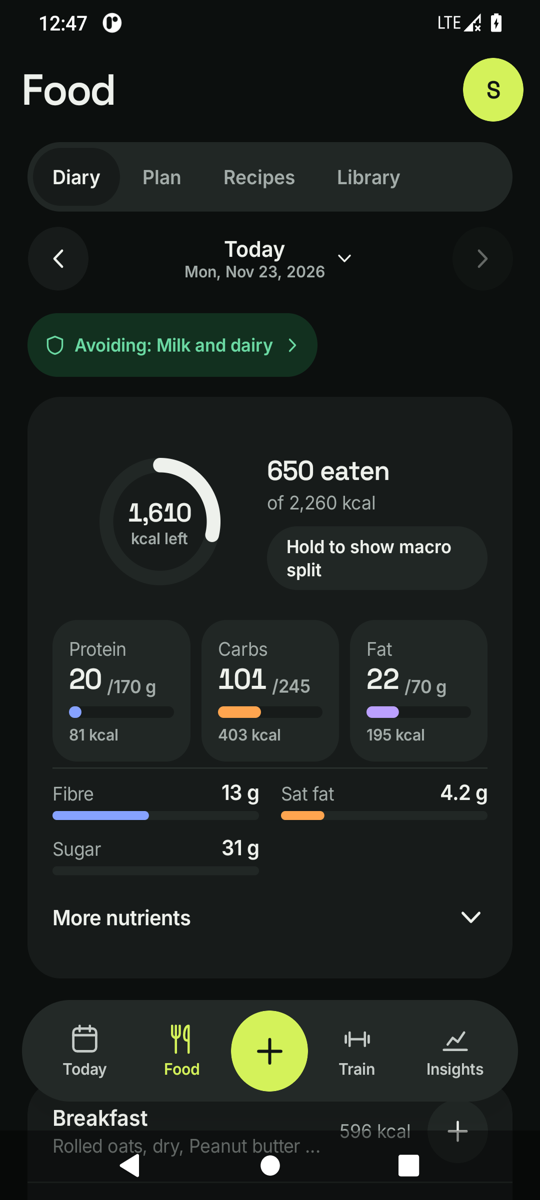 12:47
LTE
Food
S
Diary
Plan
Recipes
Library
Today
Mon, Nov 23, 2026
Avoiding: Milk and dairy
1,610
kcal left
650 eaten
of 2,260 kcal
Hold to show macro
split
Protein
20 /170 g
81 kcal
Carbs
101 /245
403 kcal
Fat
22 /70 g
195 kcal
Fibre
13 g
Sat fat
4.2 g
Sugar
31 g
More nutrients
Today
Food
Train
Insights
Breakfast
596 kcal
Rolled oats, dry, Peanut butter ...